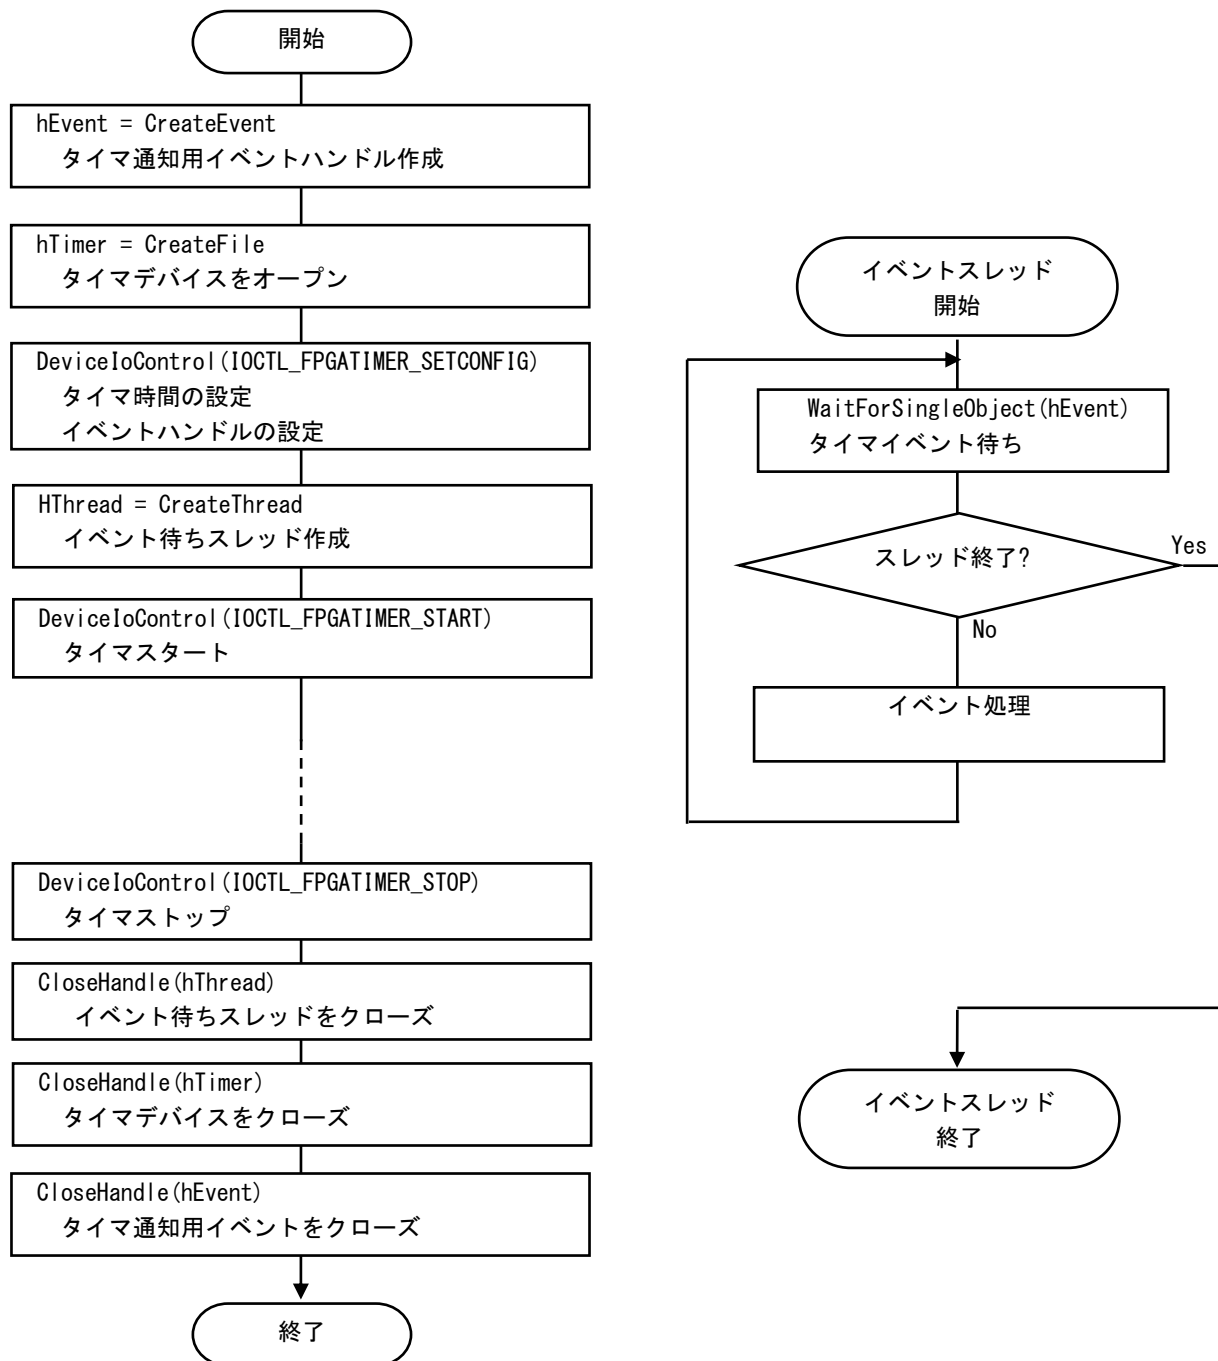 開始
hEvent = CreateEvent
タイマ通知用イベントハンドル作成
hTimer = CreateFile
タイマデバイスをオープン
DeviceIoControl(IOCTL_FPGATIMER_SETCONFIG)
タイマ時間の設定
イベントハンドルの設定
HThread = CreateThread
イベント待ちスレッド作成
DeviceIoControl(IOCTL_FPGATIMER_START)
タイマスタート
DeviceIoControl(IOCTL_FPGATIMER_STOP)
タイマストップ
CloseHandle(hThread)
イベント待ちスレッドをクローズ
CloseHandle(hTimer)
タイマデバイスをクローズ
CloseHandle(hEvent)
タイマ通知用イベントをクローズ
終了
イベントスレッド
開始
WaitForSingleObject(hEvent)
タイマイベント待ち
スレッド終了?
Yes
No
イベント処理
イベントスレッド
終了